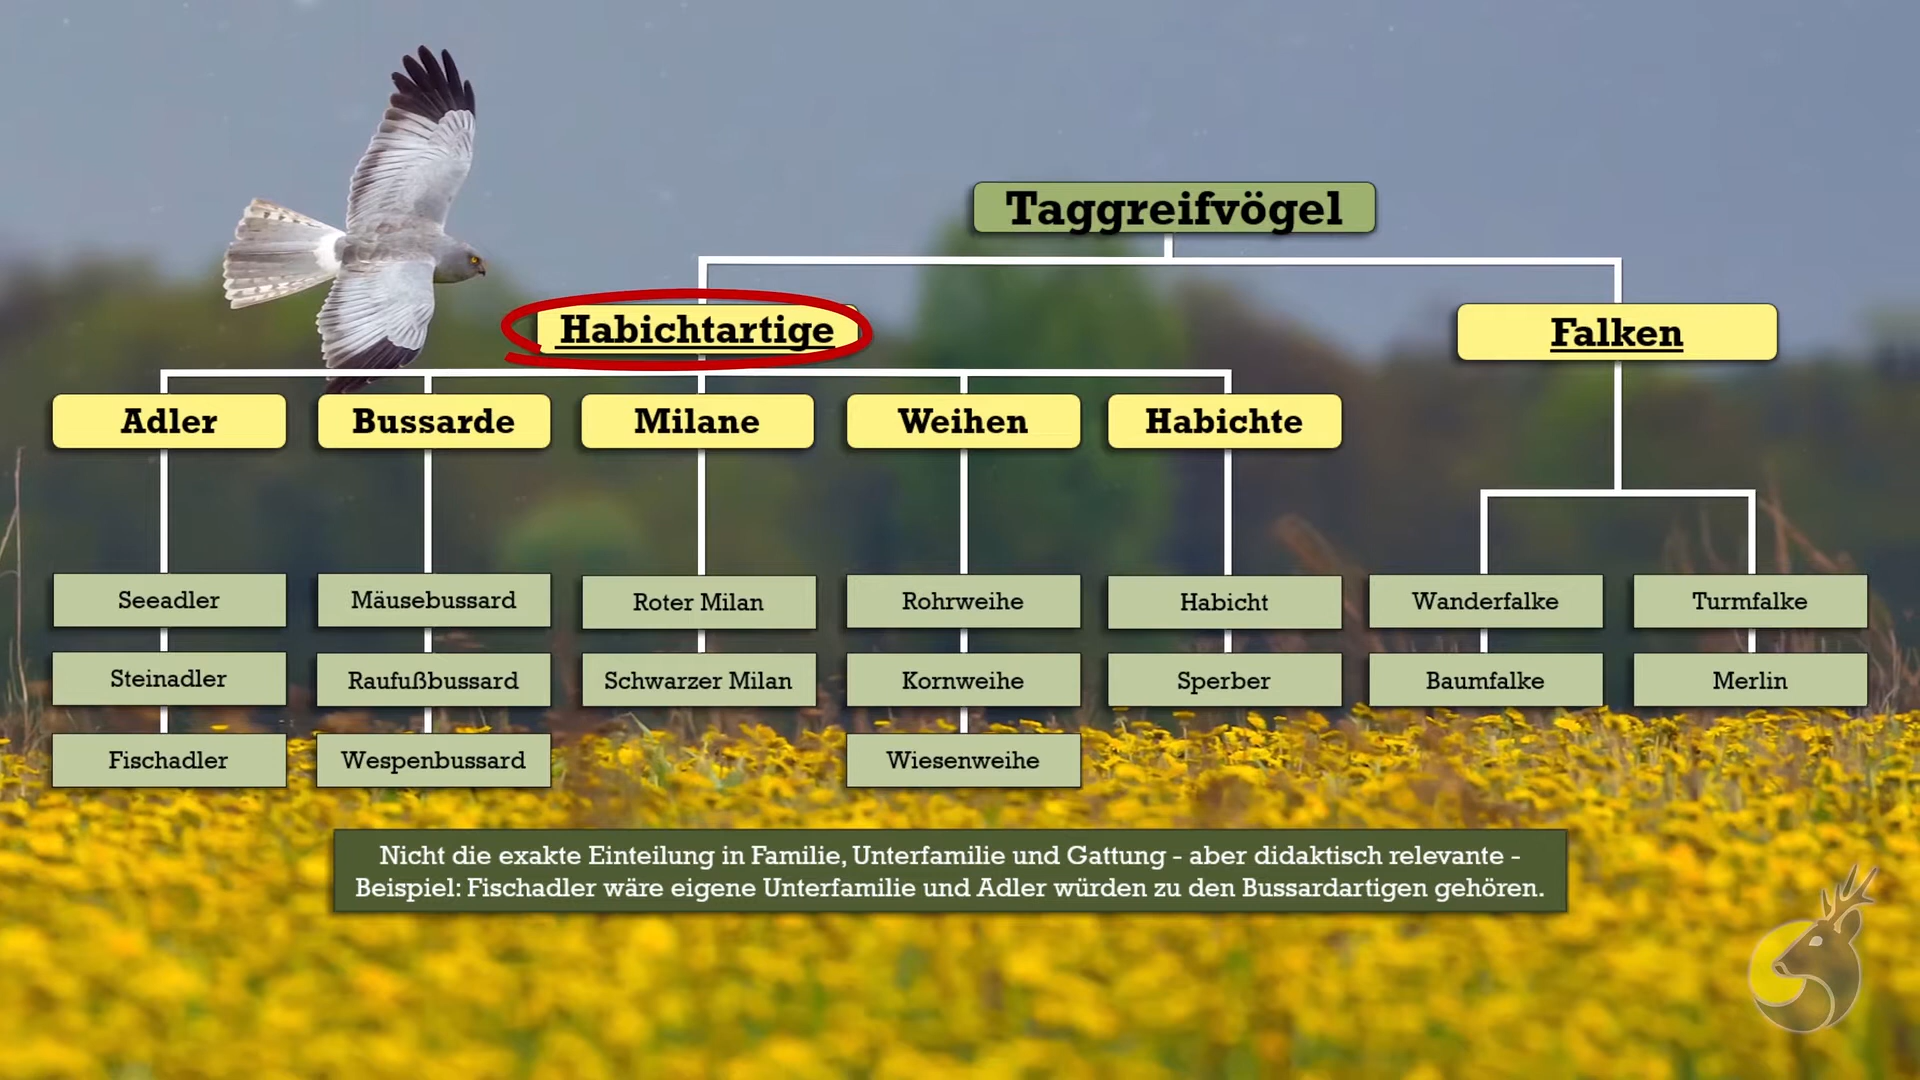 Taggreifvögel
Habichtartige
Falken
Adler
Bussarde
Milane
Weihen
Habichte
Seeadler
Mäusebussard
Roter Milan
Rohrweihe
Habicht
Wanderfalke
Turmfalke
Steinadler
Raufußbussard
Schwarzer Milan
Kornweihe
Sperber
Baumfalke
Merlin
Fischadler
Wespenbussard
Wiesenweihe
Nicht die exakte Einteilung in Familie, Unterfamilie und Gattung - aber didaktisch relevante -
Beispiel: Fischadler wäre eigene Unterfamilie und Adler würden zu den Bussardartigen gehören.